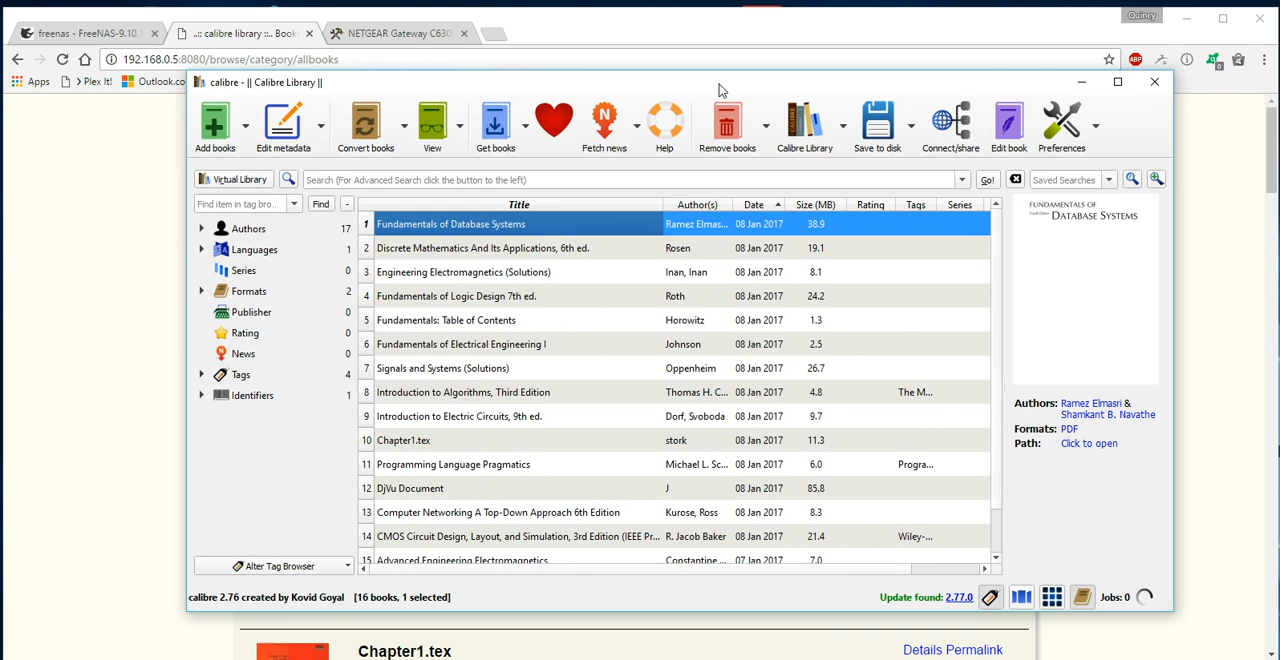 Quincy
freenas - FreeNAS-9.10.
..:: calibre library ::.. Book
NETGEAR Gateway C630
192.168.0.5:8080/browse/category/allbooks
Apps > Plex It! Outlook.co
calibre - || Calibre Library ||
Add books Edit metadata Convert books View Get books Fetch news Help Remove books Calibre Library Save to disk Connect/share Edit book Preferences
Virtual Library Search (For Advanced Search click the button to the left) Go! Saved Searches
Find item in tag bro... Find -
Title Author(s) Date Size (MB) Rating Tags Series
1 Fundamentals of Database Systems Ramez Elmas... 08 Jan 2017 38.9
2 Discrete Mathematics And Its Applications, 6th ed. Rosen 08 Jan 2017 19.1
3 Engineering Electromagnetics (Solutions) Inan, Inan 08 Jan 2017 8.1
4 Fundamentals of Logic Design 7th ed. Roth 08 Jan 2017 24.2
5 Fundamentals: Table of Contents Horowitz 08 Jan 2017 1.3
6 Fundamentals of Electrical Engineering I Johnson 08 Jan 2017 2.5
7 Signals and Systems (Solutions) Oppenheim 08 Jan 2017 26.7
8 Introduction to Algorithms, Third Edition Thomas H. C... 08 Jan 2017 4.8 The M...
9 Introduction to Electric Circuits, 9th ed. Dorf, Svoboda 08 Jan 2017 9.7
10 Chapter1.tex stork 08 Jan 2017 11.3
11 Programming Language Pragmatics Michael L. Sc... 08 Jan 2017 6.0 Progra...
12 DjVu Document J 08 Jan 2017 85.8
13 Computer Networking A Top-Down Approach 6th Edition Kurose, Ross 08 Jan 2017 8.3
14 CMOS Circuit Design, Layout, and Simulation, 3rd Edition (IEEE Pr... R. Jacob Baker 08 Jan 2017 21.4 Wiley-...
15 Advanced Engineering Electromagnetics Constantine ... 07 Jan 2017 7.0
Authors 17
Languages 1
Series 0
Formats 2
Publisher 0
Rating 0
News 0
Tags 4
Identifiers 1
Alter Tag Browser
FUNDAMENTALS OF
DATABASE SYSTEMS
Authors: Ramez Elmasri &
Shamkant B. Navathe
Formats: PDF
Path: Click to open
calibre 2.76 created by Kovid Goyal [16 books, 1 selected]
Update found: 2.77.0 Jobs: 0
Chapter1.tex
Details Permalink